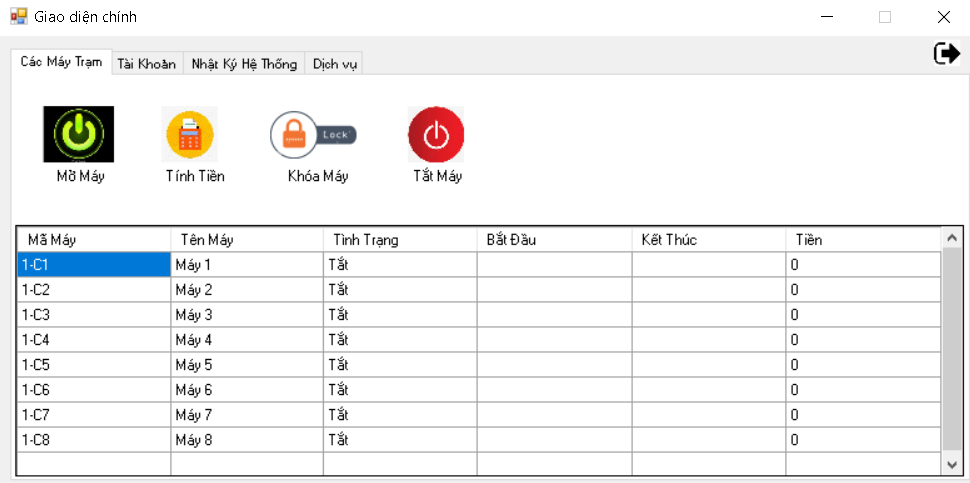 Giao diện chính
Các Máy Trạm Tài Khoản Nhật Ký Hệ Thống Dịch vụ
Lock
Mở Máy Tính Tiền Khóa Máy Tắt Máy
Mã Máy Tên Máy Tình Trạng Bắt Đầu Kết Thúc Tiền
1-C1 Máy 1 Tắt 0
1-C2 Máy 2 Tắt 0
1-C3 Máy 3 Tắt 0
1-C4 Máy 4 Tắt 0
1-C5 Máy 5 Tắt 0
1-C6 Máy 6 Tắt 0
1-C7 Máy 7 Tắt 0
1-C8 Máy 8 Tắt 0